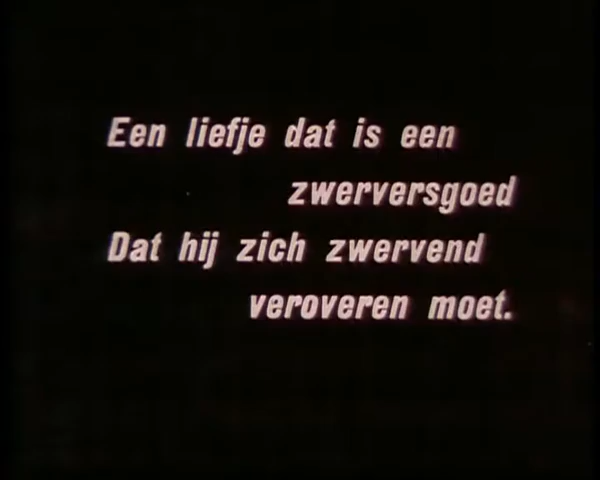 Een liefje dat is een
zwerversgoed
Dat hij zich zwervend
veroveren moet.